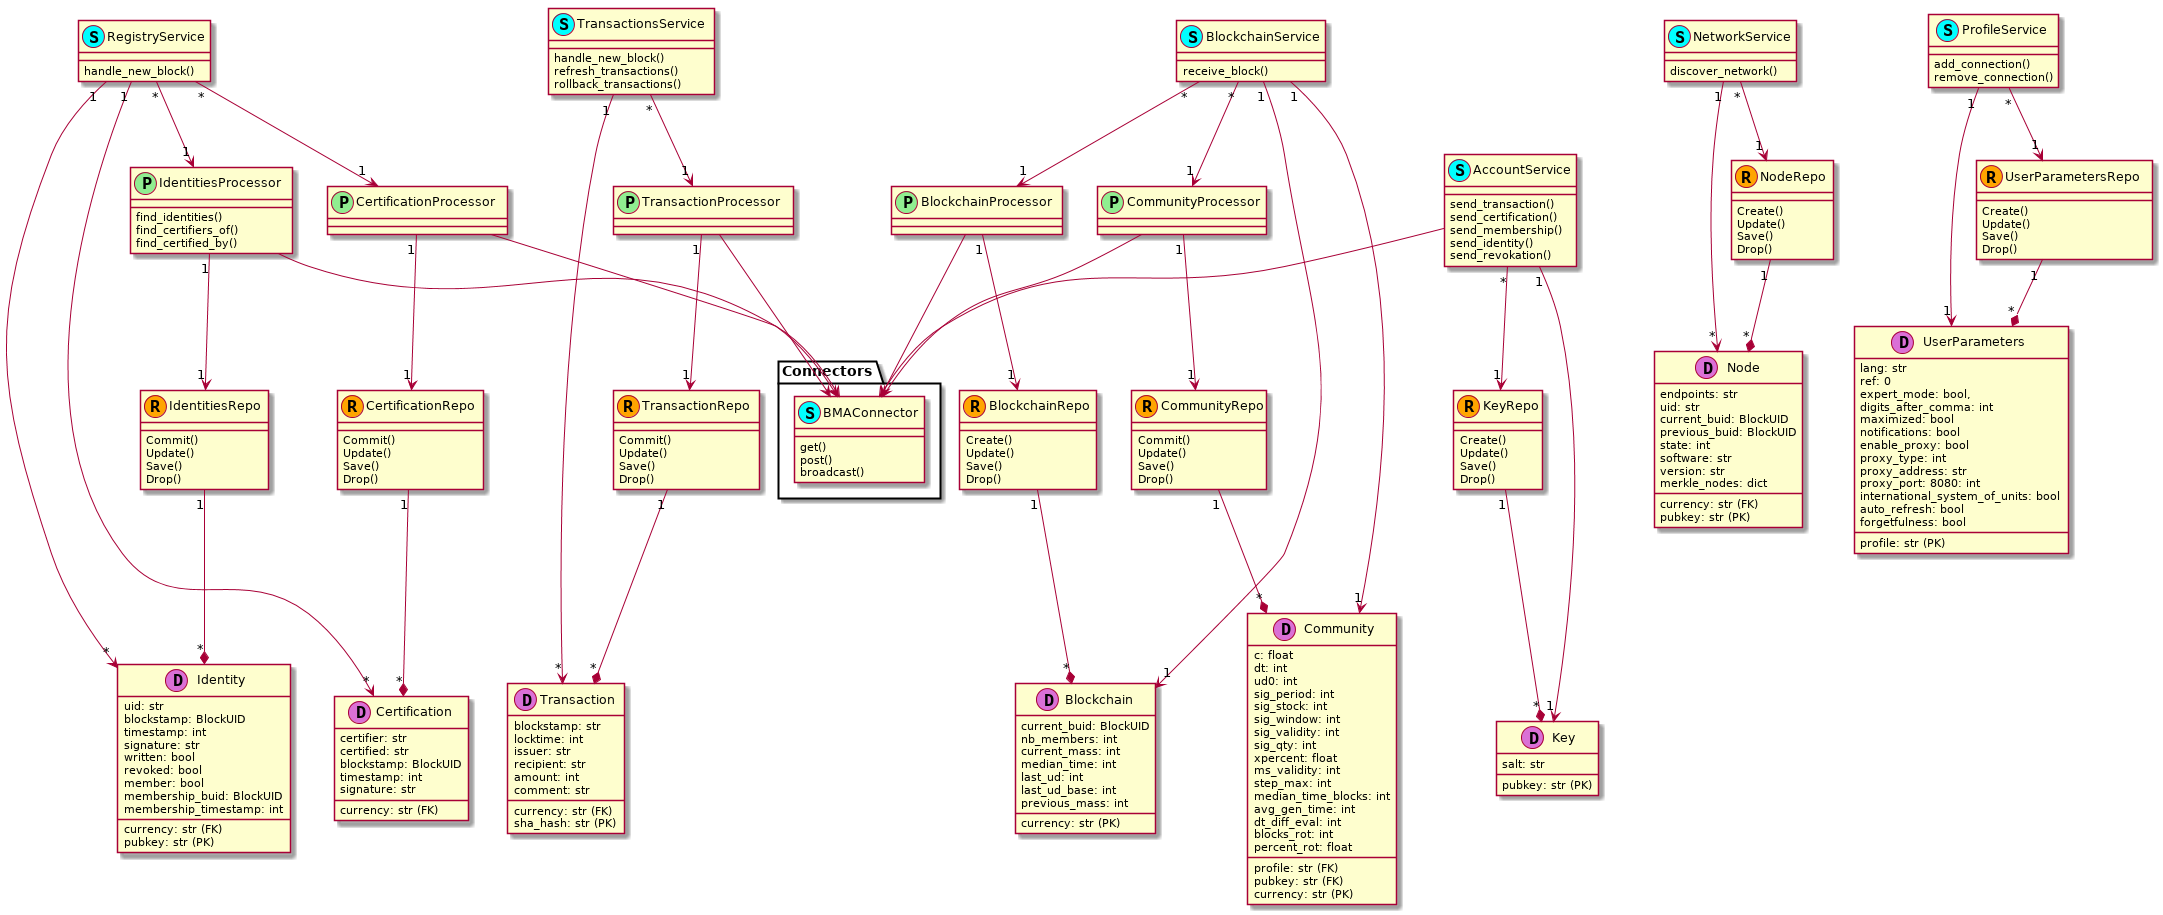 S RegistryService
handle_new_block()
S TransactionsService
handle_new_block()
refresh_transactions()
rollback_transactions()
S BlockchainService
receive_block()
S NetworkService
discover_network()
S ProfileService
add_connection()
remove_connection()
1
1
*
*
1
*
*
*
1
1
1
*
1
*
1
1
1
1
1
1
1
P IdentitiesProcessor
find_identities()
find_certifiers_of()
find_certified_by()
P CertificationProcessor
P TransactionProcessor
P BlockchainProcessor
P CommunityProcessor
S AccountService
send_transaction()
send_certification()
send_membership()
send_identity()
send_revokation()
R NodeRepo
Create()
Update()
Save()
Drop()
R UserParametersRepo
Create()
Update()
Save()
Drop()
1
1
1
1
1
*
1
1
1
1
1
1
1
1
1
*
*
1
*
Connectors
R IdentitiesRepo
Commit()
Update()
Save()
Drop()
R CertificationRepo
Commit()
Update()
Save()
Drop()
R TransactionRepo
Commit()
Update()
Save()
Drop()
S BMAConnector
get()
post()
broadcast()
R BlockchainRepo
Create()
Update()
Save()
Drop()
R CommunityRepo
Commit()
Update()
Save()
Drop()
R KeyRepo
Create()
Update()
Save()
Drop()
D Node
endpoints: str
uid: str
current_buid: BlockUID
previous_buid: BlockUID
state: int
software: str
version: str
merkle_nodes: dict
currency: str (FK)
pubkey: str (PK)
D UserParameters
lang: str
ref: 0
expert_mode: bool,
digits_after_comma: int
maximized: bool
notifications: bool
enable_proxy: bool
proxy_type: int
proxy_address: str
proxy_port: 8080: int
international_system_of_units: bool
auto_refresh: bool
forgetfulness: bool
profile: str (PK)
1
1
1
1
1
1
*
*
*
*
*
*
*
1
*
1
*
1
D Identity
uid: str
blockstamp: BlockUID
timestamp: int
signature: str
written: bool
revoked: bool
member: bool
membership_buid: BlockUID
membership_timestamp: int
currency: str (FK)
pubkey: str (PK)
D Certification
certifier: str
certified: str
blockstamp: BlockUID
timestamp: int
signature: str
currency: str (FK)
D Transaction
blockstamp: str
locktime: int
issuer: str
recipient: str
amount: int
comment: str
currency: str (FK)
sha_hash: str (PK)
D Blockchain
current_buid: BlockUID
nb_members: int
current_mass: int
median_time: int
last_ud: int
last_ud_base: int
previous_mass: int
currency: str (PK)
D Community
c: float
dt: int
ud0: int
sig_period: int
sig_stock: int
sig_window: int
sig_validity: int
sig_qty: int
xpercent: float
ms_validity: int
step_max: int
median_time_blocks: int
avg_gen_time: int
dt_diff_eval: int
blocks_rot: int
percent_rot: float
profile: str (FK)
pubkey: str (FK)
currency: str (PK)
D Key
salt: str
pubkey: str (PK)